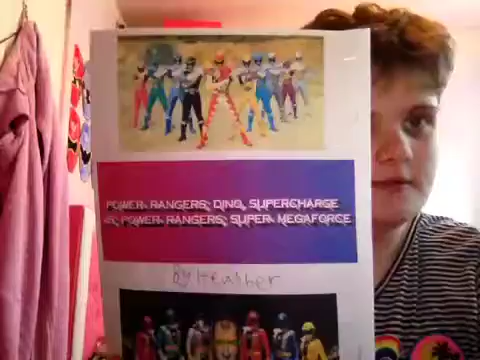 POWER RANGERS; DINO, SUPERCHARGE
VS; POWER RANGERS; SUPER MEGAFORCE
By Heather